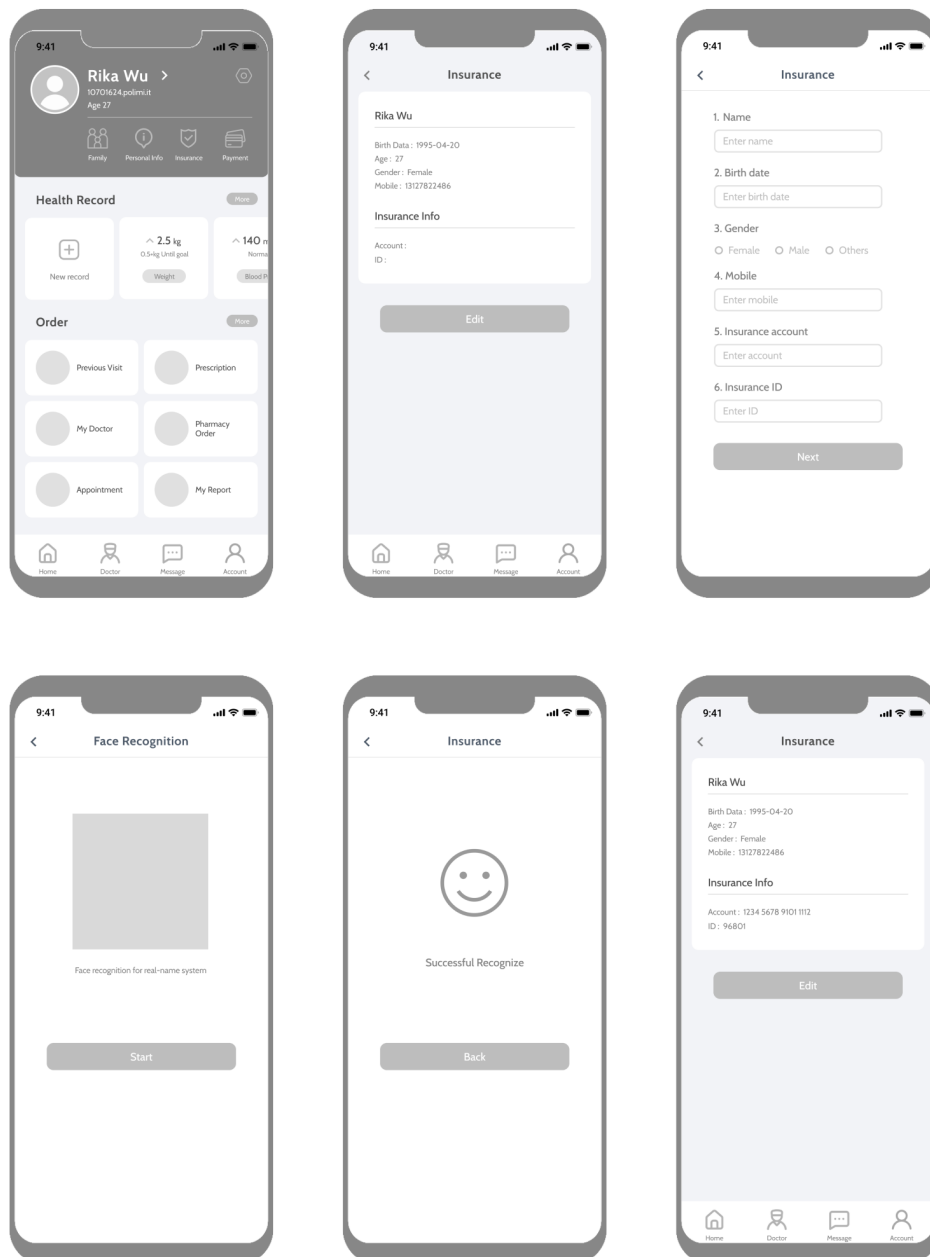 9:41
Rika Wu >
10701624.polimi.it
Age 27
Family Personal Info Insurance Payment
Health Record More
New record
2.5 kg
0.5+kg Until goal
Weight
140 m
Norma
Blood P
Order More
Previous Visit Prescription
My Doctor Pharmacy
Order
Appointment My Report
Home Doctor Message Account
9:41
Insurance
Rika Wu
Birth Data : 1995-04-20
Age : 27
Gender : Female
Mobile : 13127822486
Insurance Info
Account :
ID :
Edit
Home Doctor Message Account
9:41
Insurance
1. Name
Enter name
2. Birth date
Enter birth date
3. Gender
Female Male Others
4. Mobile
Enter mobile
5. Insurance account
Enter account
6. Insurance ID
Enter ID
Next
9:41
Face Recognition
Face recognition for real-name system
Start
9:41
Insurance
Successful Recognize
Back
9:41
Insurance
Rika Wu
Birth Data : 1995-04-20
Age : 27
Gender : Female
Mobile : 13127822486
Insurance Info
Account : 1234 5678 9101 1112
ID : 96801
Edit
Home Doctor Message Account